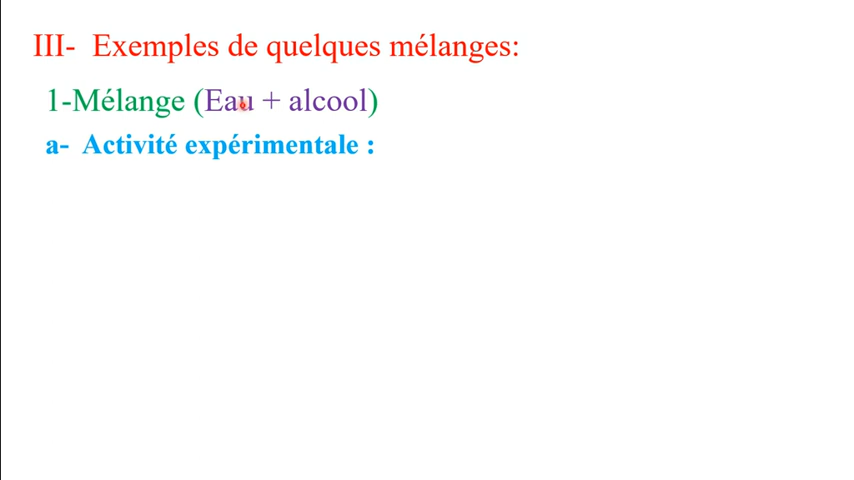 III- Exemples de quelques mélanges:
1-Mélange (Eau + alcool)
a- Activité expérimentale :